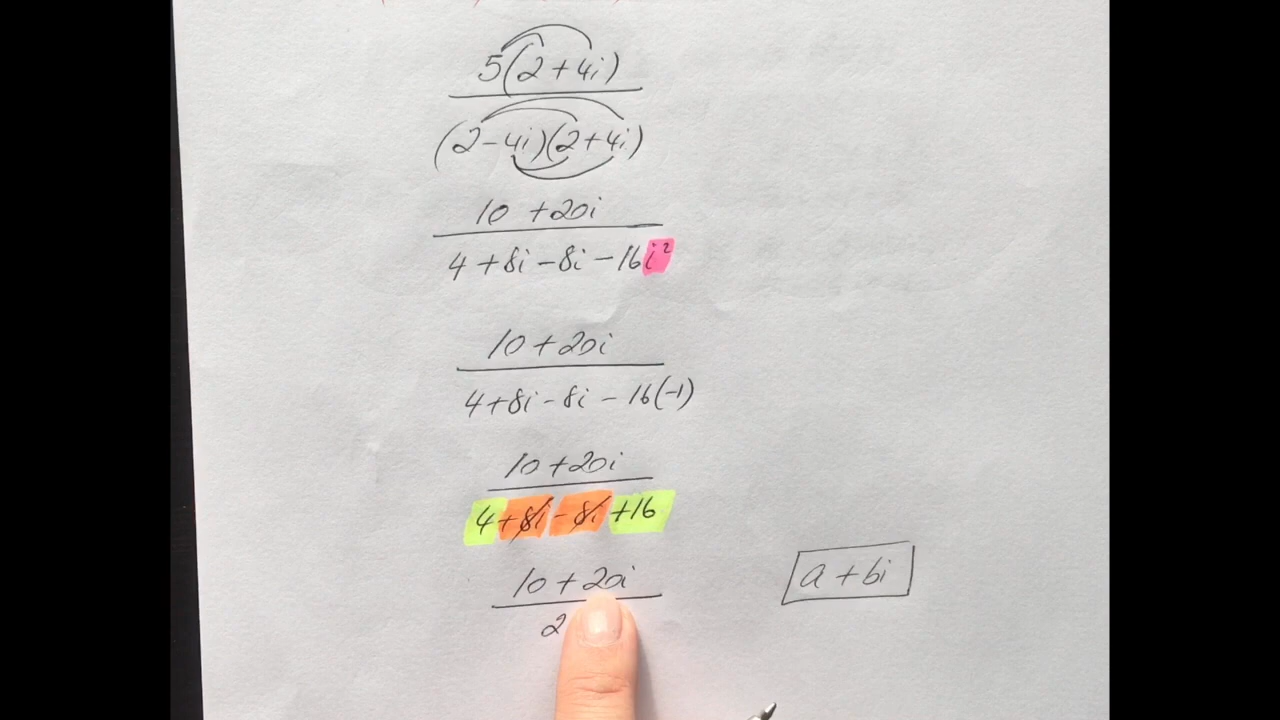 5(2+4i)
(2-4i)(2+4i)
10 +20i
4 +8i -8i -16i²
10 + 20i
4+8i-8i -16(-1)
10 +20i
4 +8i -8i +16
10 + 20i
2
a + bi